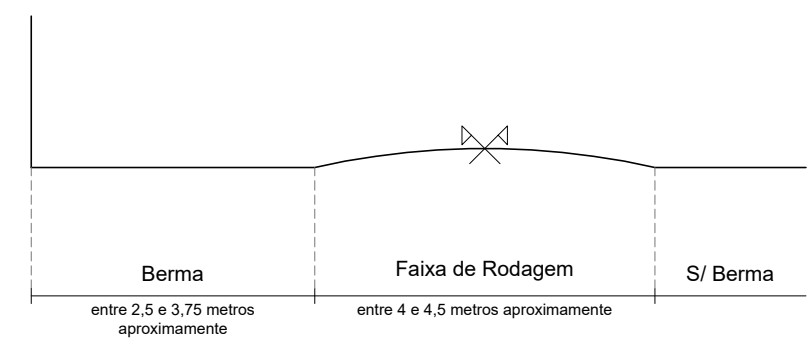 Berma
Faixa de Rodagem
S/ Berma
entre 2,5 e 3,75 metros
aproximamente
entre 4 e 4,5 metros aproximamente